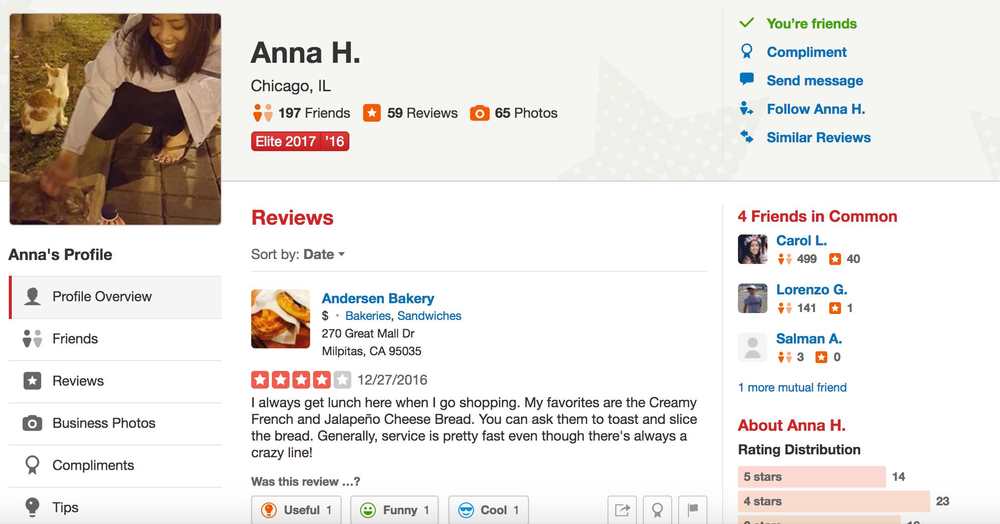 Anna H.
Chicago, IL
197 Friends 59 Reviews 65 Photos
Elite 2017 ’16
You’re friends
Compliment
Send message
Follow Anna H.
Similar Reviews
Anna's Profile
Profile Overview
Friends
Reviews
Business Photos
Compliments
Tips
Reviews
Sort by: Date
Andersen Bakery
$ · Bakeries, Sandwiches
270 Great Mall Dr
Milpitas, CA 95035
12/27/2016
I always get lunch here when I go shopping. My favorites are the Creamy
French and Jalapeño Cheese Bread. You can ask them to toast and slice
the bread. Generally, service is pretty fast even though there's always a
crazy line!
Was this review ...?
Useful 1 Funny 1 Cool 1
4 Friends in Common
Carol L.
499 40
Lorenzo G.
141 1
Salman A.
3 0
1 more mutual friend
About Anna H.
Rating Distribution
5 stars 14
4 stars 23